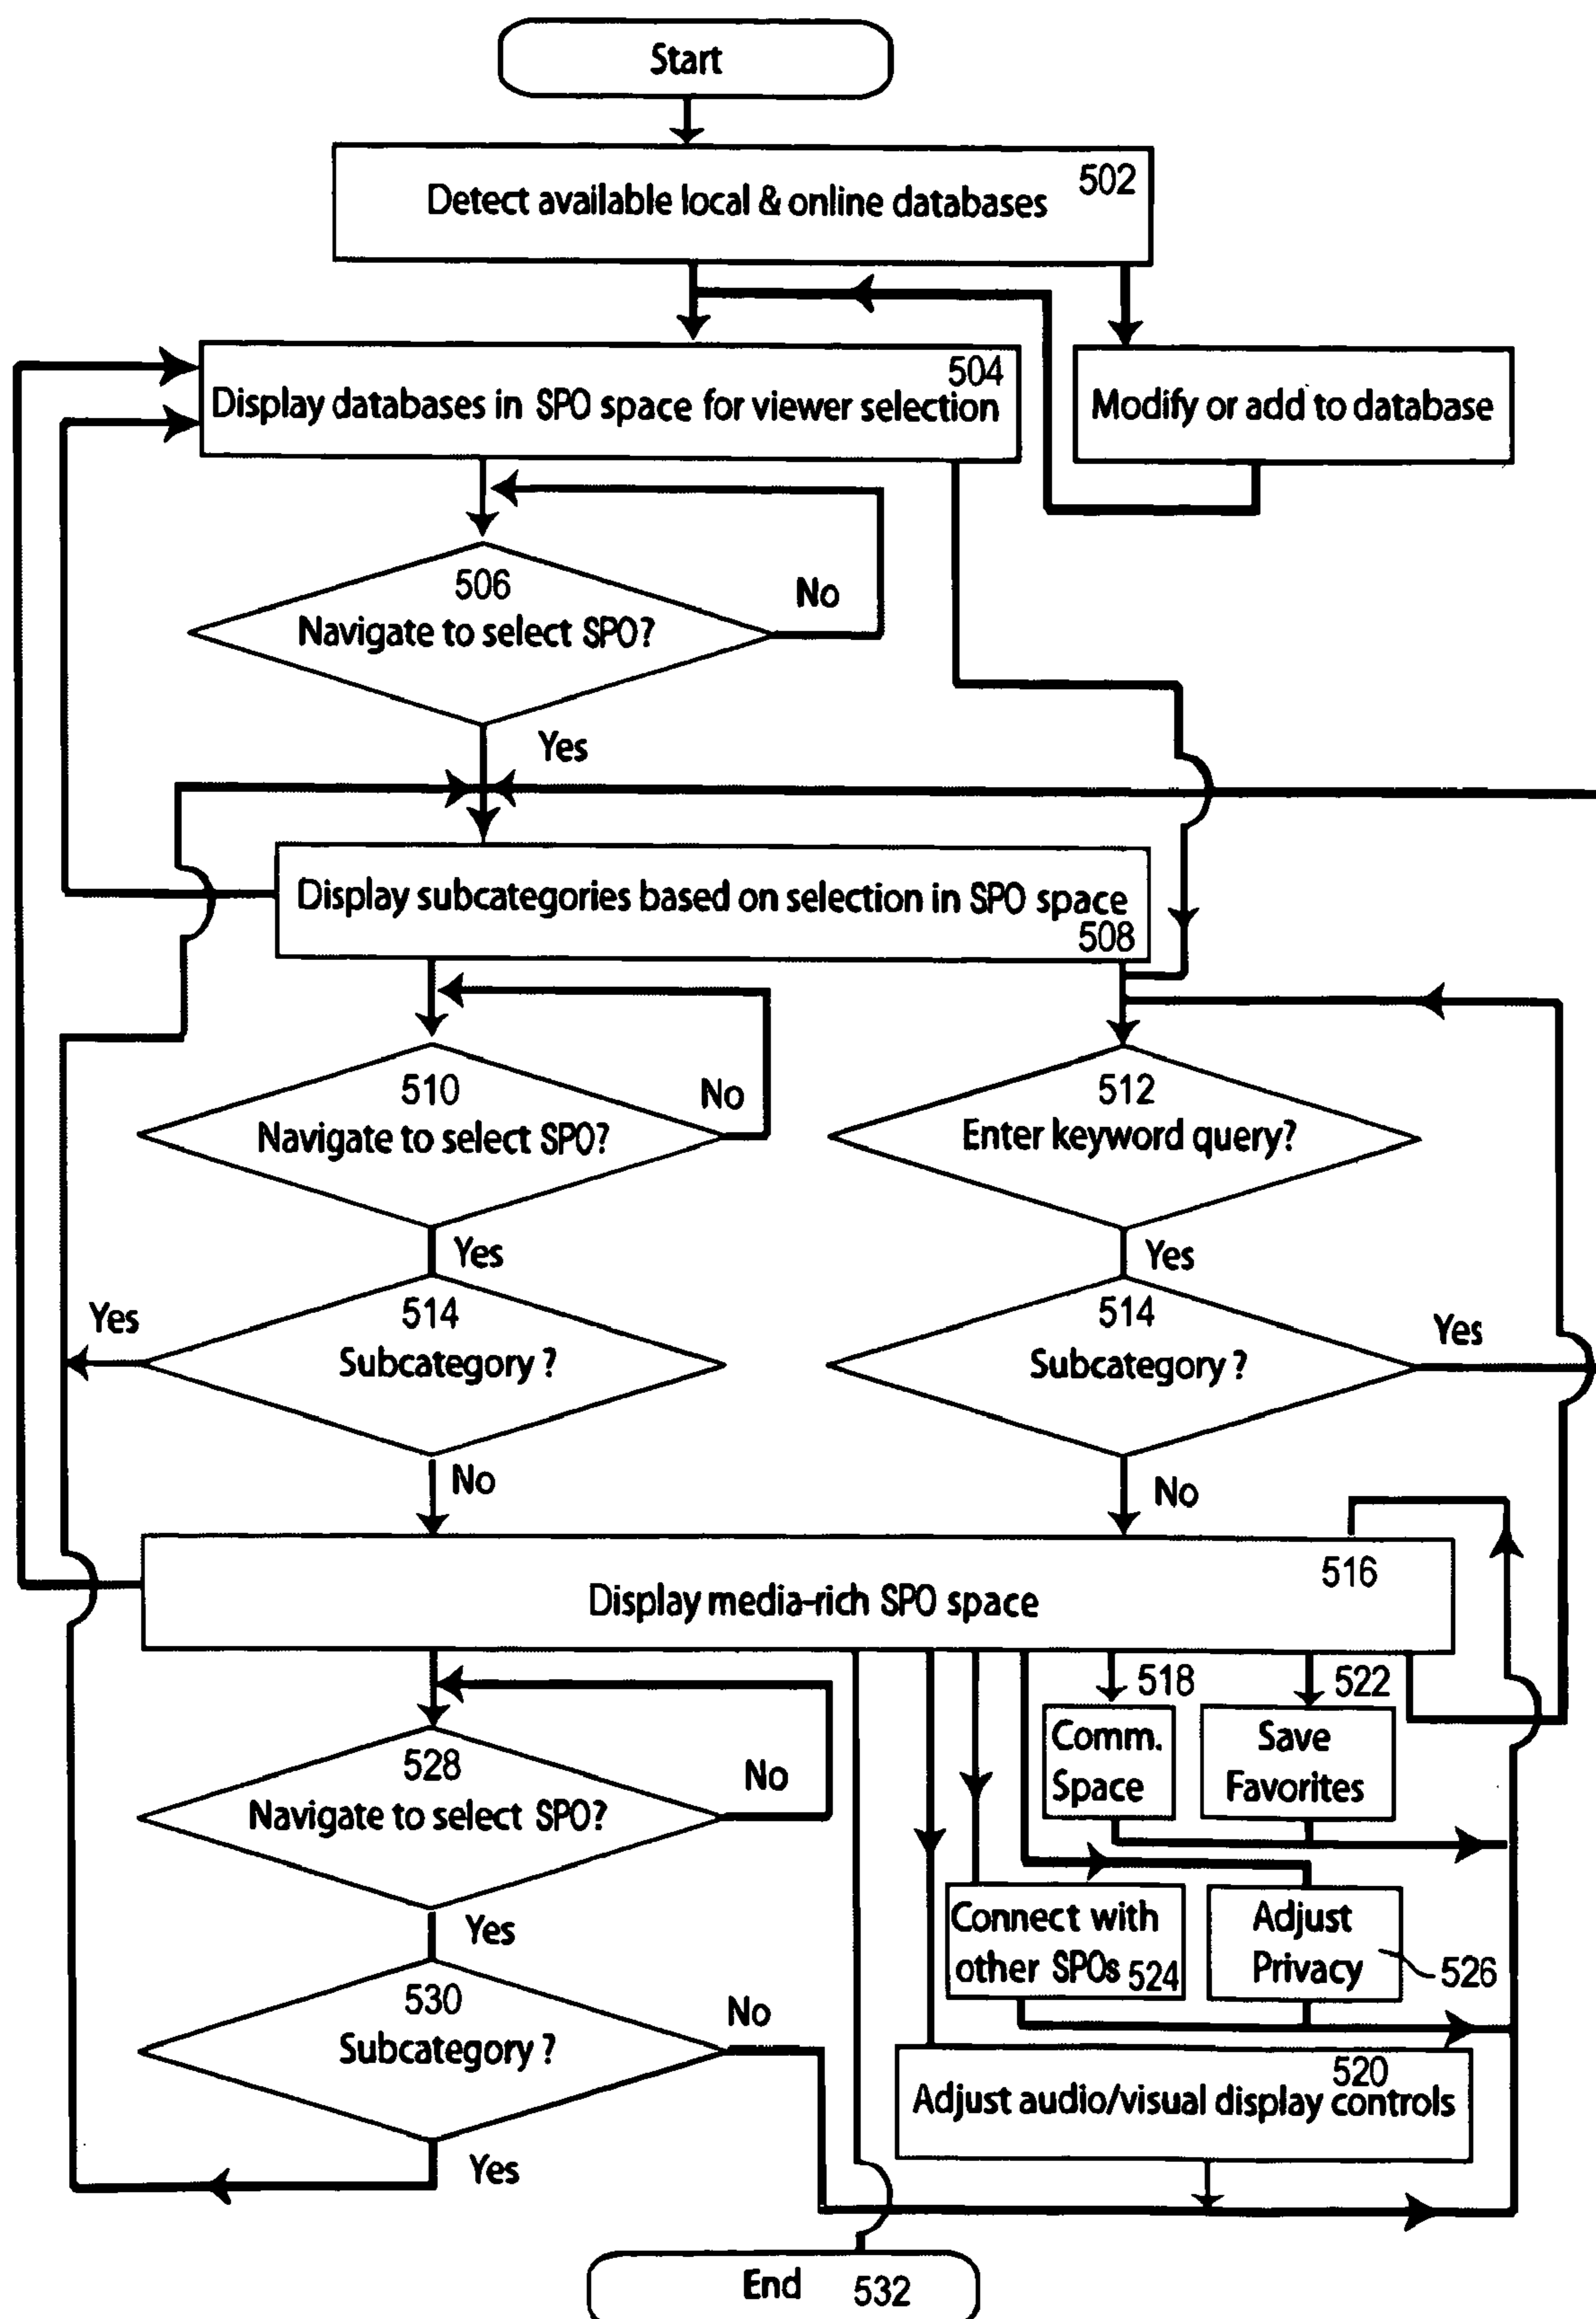 Start
502
Detect available local & online databases
504
Display databases in SPO space for viewer selection
Modify or add to database
506
Navigate to select SPO?
No
Yes
Display subcategories based on selection in SPO space
508
510
Navigate to select SPO?
No
512
Enter keyword query?
Yes
Yes
Yes
514
Subcategory ?
514
Subcategory ?
Yes
No
No
516
Display media-rich SPO space
518
Comm.
Space
522
Save
Favorites
528
Navigate to select SPO?
No
Yes
Connect with
other SPOs 524
Adjust
Privacy
526
530
Subcategory ?
No
Yes
520
Adjust audio/visual display controls
End 532